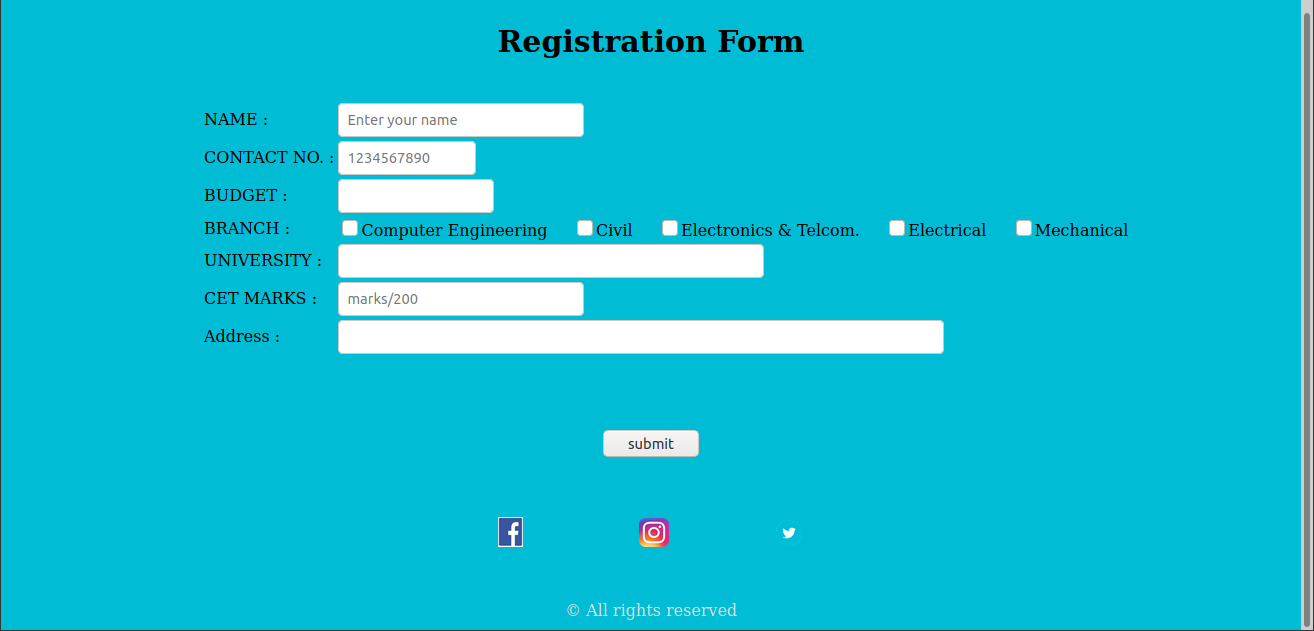 Registration Form
NAME : Enter your name
CONTACT NO. : 1234567890
BUDGET :
BRANCH : Computer Engineering Civil Electronics & Telcom. Electrical Mechanical
UNIVERSITY :
CET MARKS : marks/200
Address :
submit
© All rights reserved